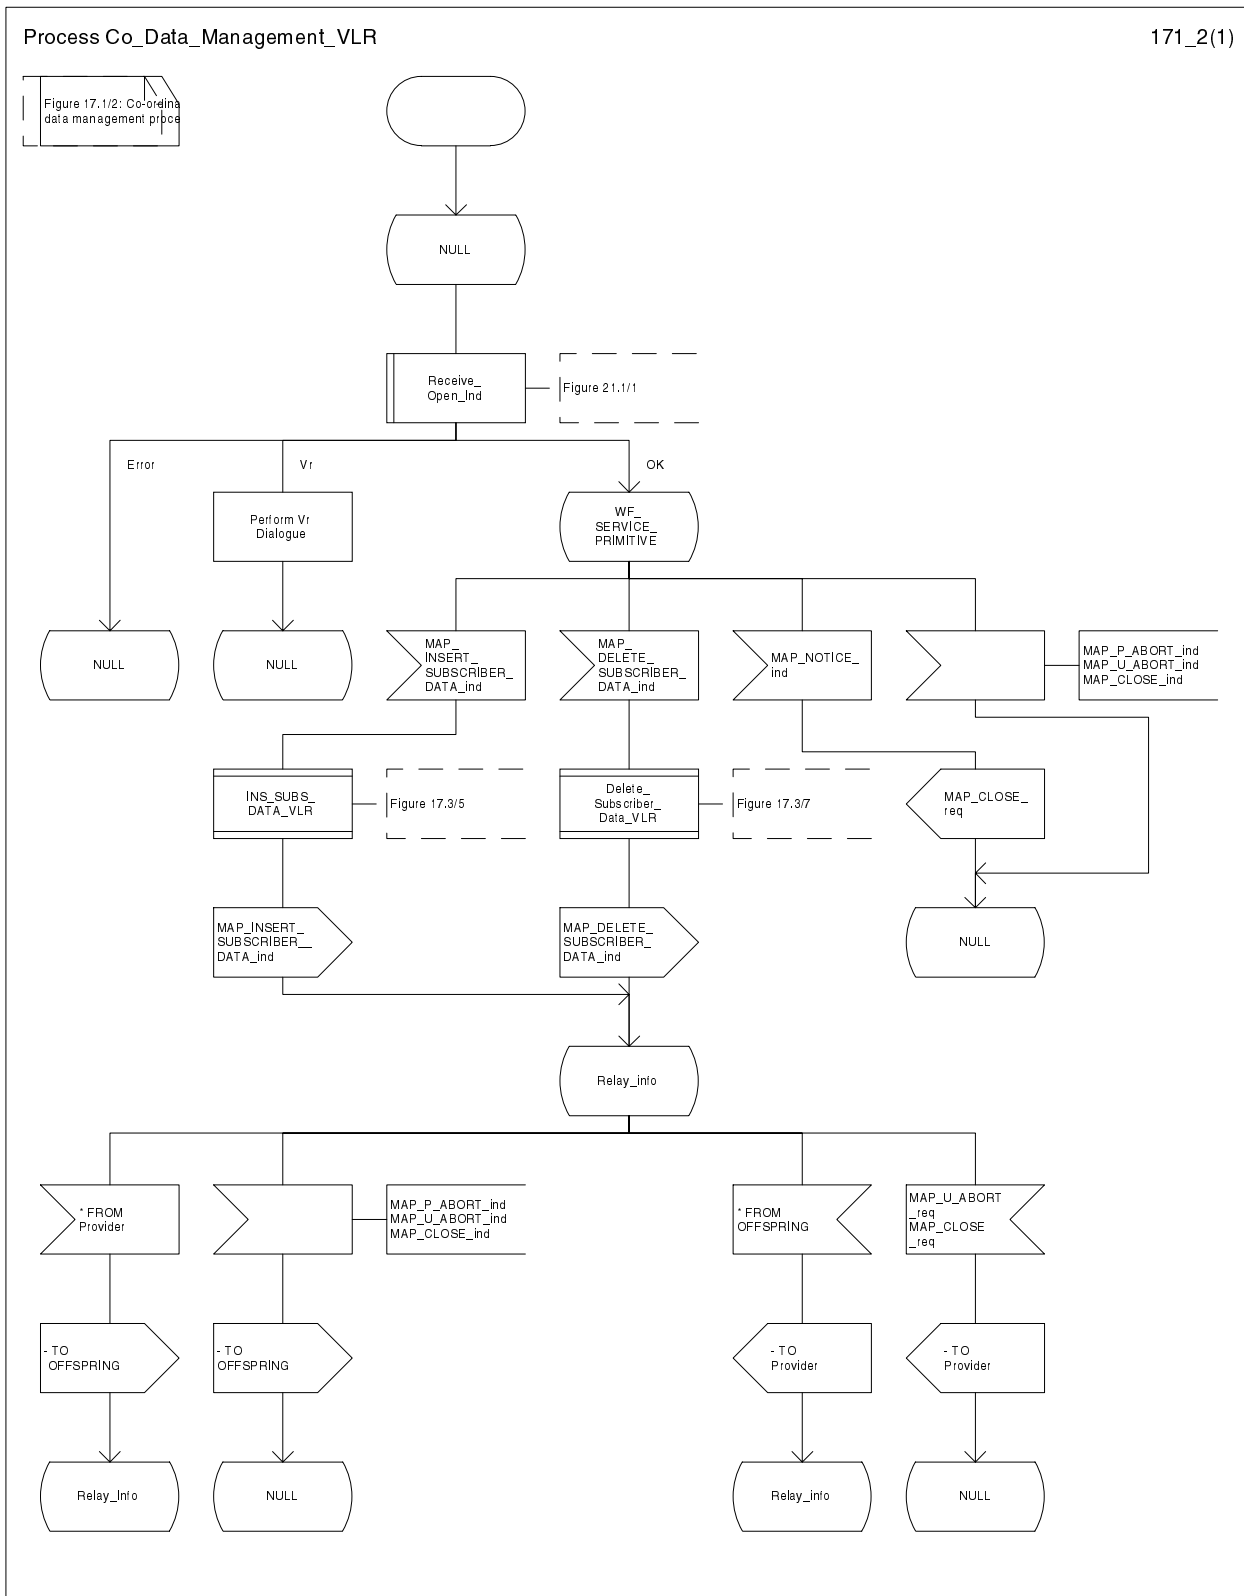 Process Co_Data_Management_VLR
171_2(1)
Figure 17.1/2: Co-ordina
data management proce
NULL
Receive_
Open_Ind
Figure 21.1/1
Error
Vr
OK
Perform Vr
Dialogue
WF_
SERVICE_
PRIMITIVE
NULL
NULL
MAP_
INSERT_
SUBSCRIBER_
DATA_ind
MAP_
DELETE_
SUBSCRIBER_
DATA_ind
MAP_NOTICE_
ind
MAP_P_ABORT_ind
MAP_U_ABORT_ind
MAP_CLOSE_ind
INS_SUBS_
DATA_VLR
Figure 17.3/5
Delete_
Subscriber_
Data_VLR
Figure 17.3/7
MAP_CLOSE_
req
MAP_INSERT_
SUBSCRIBER__
DATA_ind
MAP_DELETE_
SUBSCRIBER_
DATA_ind
NULL
Relay_info
* FROM
Provider
MAP_P_ABORT_ind
MAP_U_ABORT_ind
MAP_CLOSE_ind
* FROM
OFFSPRING
MAP_U_ABORT
_req
MAP_CLOSE
_req
- TO
OFFSPRING
- TO
OFFSPRING
- TO
Provider
- TO
Provider
Relay_Info
NULL
Relay_info
NULL